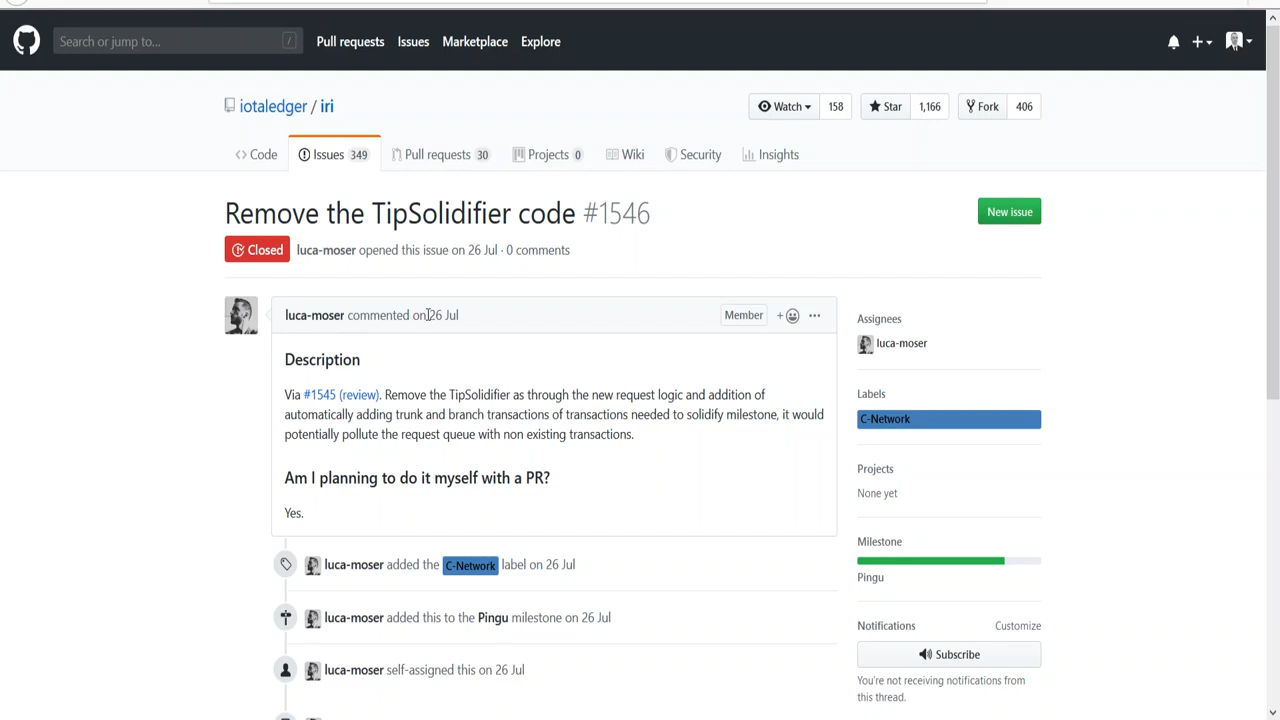 Search or jump to... /
Pull requests Issues Marketplace Explore
iotaledger / iri
Watch 158 Star 1,166 Fork 406
Code Issues 349 Pull requests 30 Projects 0 Wiki Security Insights
Remove the TipSolidifier code #1546
New issue
Closed luca-moser opened this issue on 26 Jul · 0 comments
luca-moser commented on 26 Jul
Member
Description
Via #1545 (review). Remove the TipSolidifier as through the new request logic and addition of
automatically adding trunk and branch transactions of transactions needed to solidify milestone, it would
potentially pollute the request queue with non existing transactions.
Am I planning to do it myself with a PR?
Yes.
luca-moser added the C-Network label on 26 Jul
luca-moser added this to the Pingu milestone on 26 Jul
luca-moser self-assigned this on 26 Jul
Assignees
luca-moser
Labels
C-Network
Projects
None yet
Milestone
Pingu
Notifications Customize
Subscribe
You're not receiving notifications from
this thread.